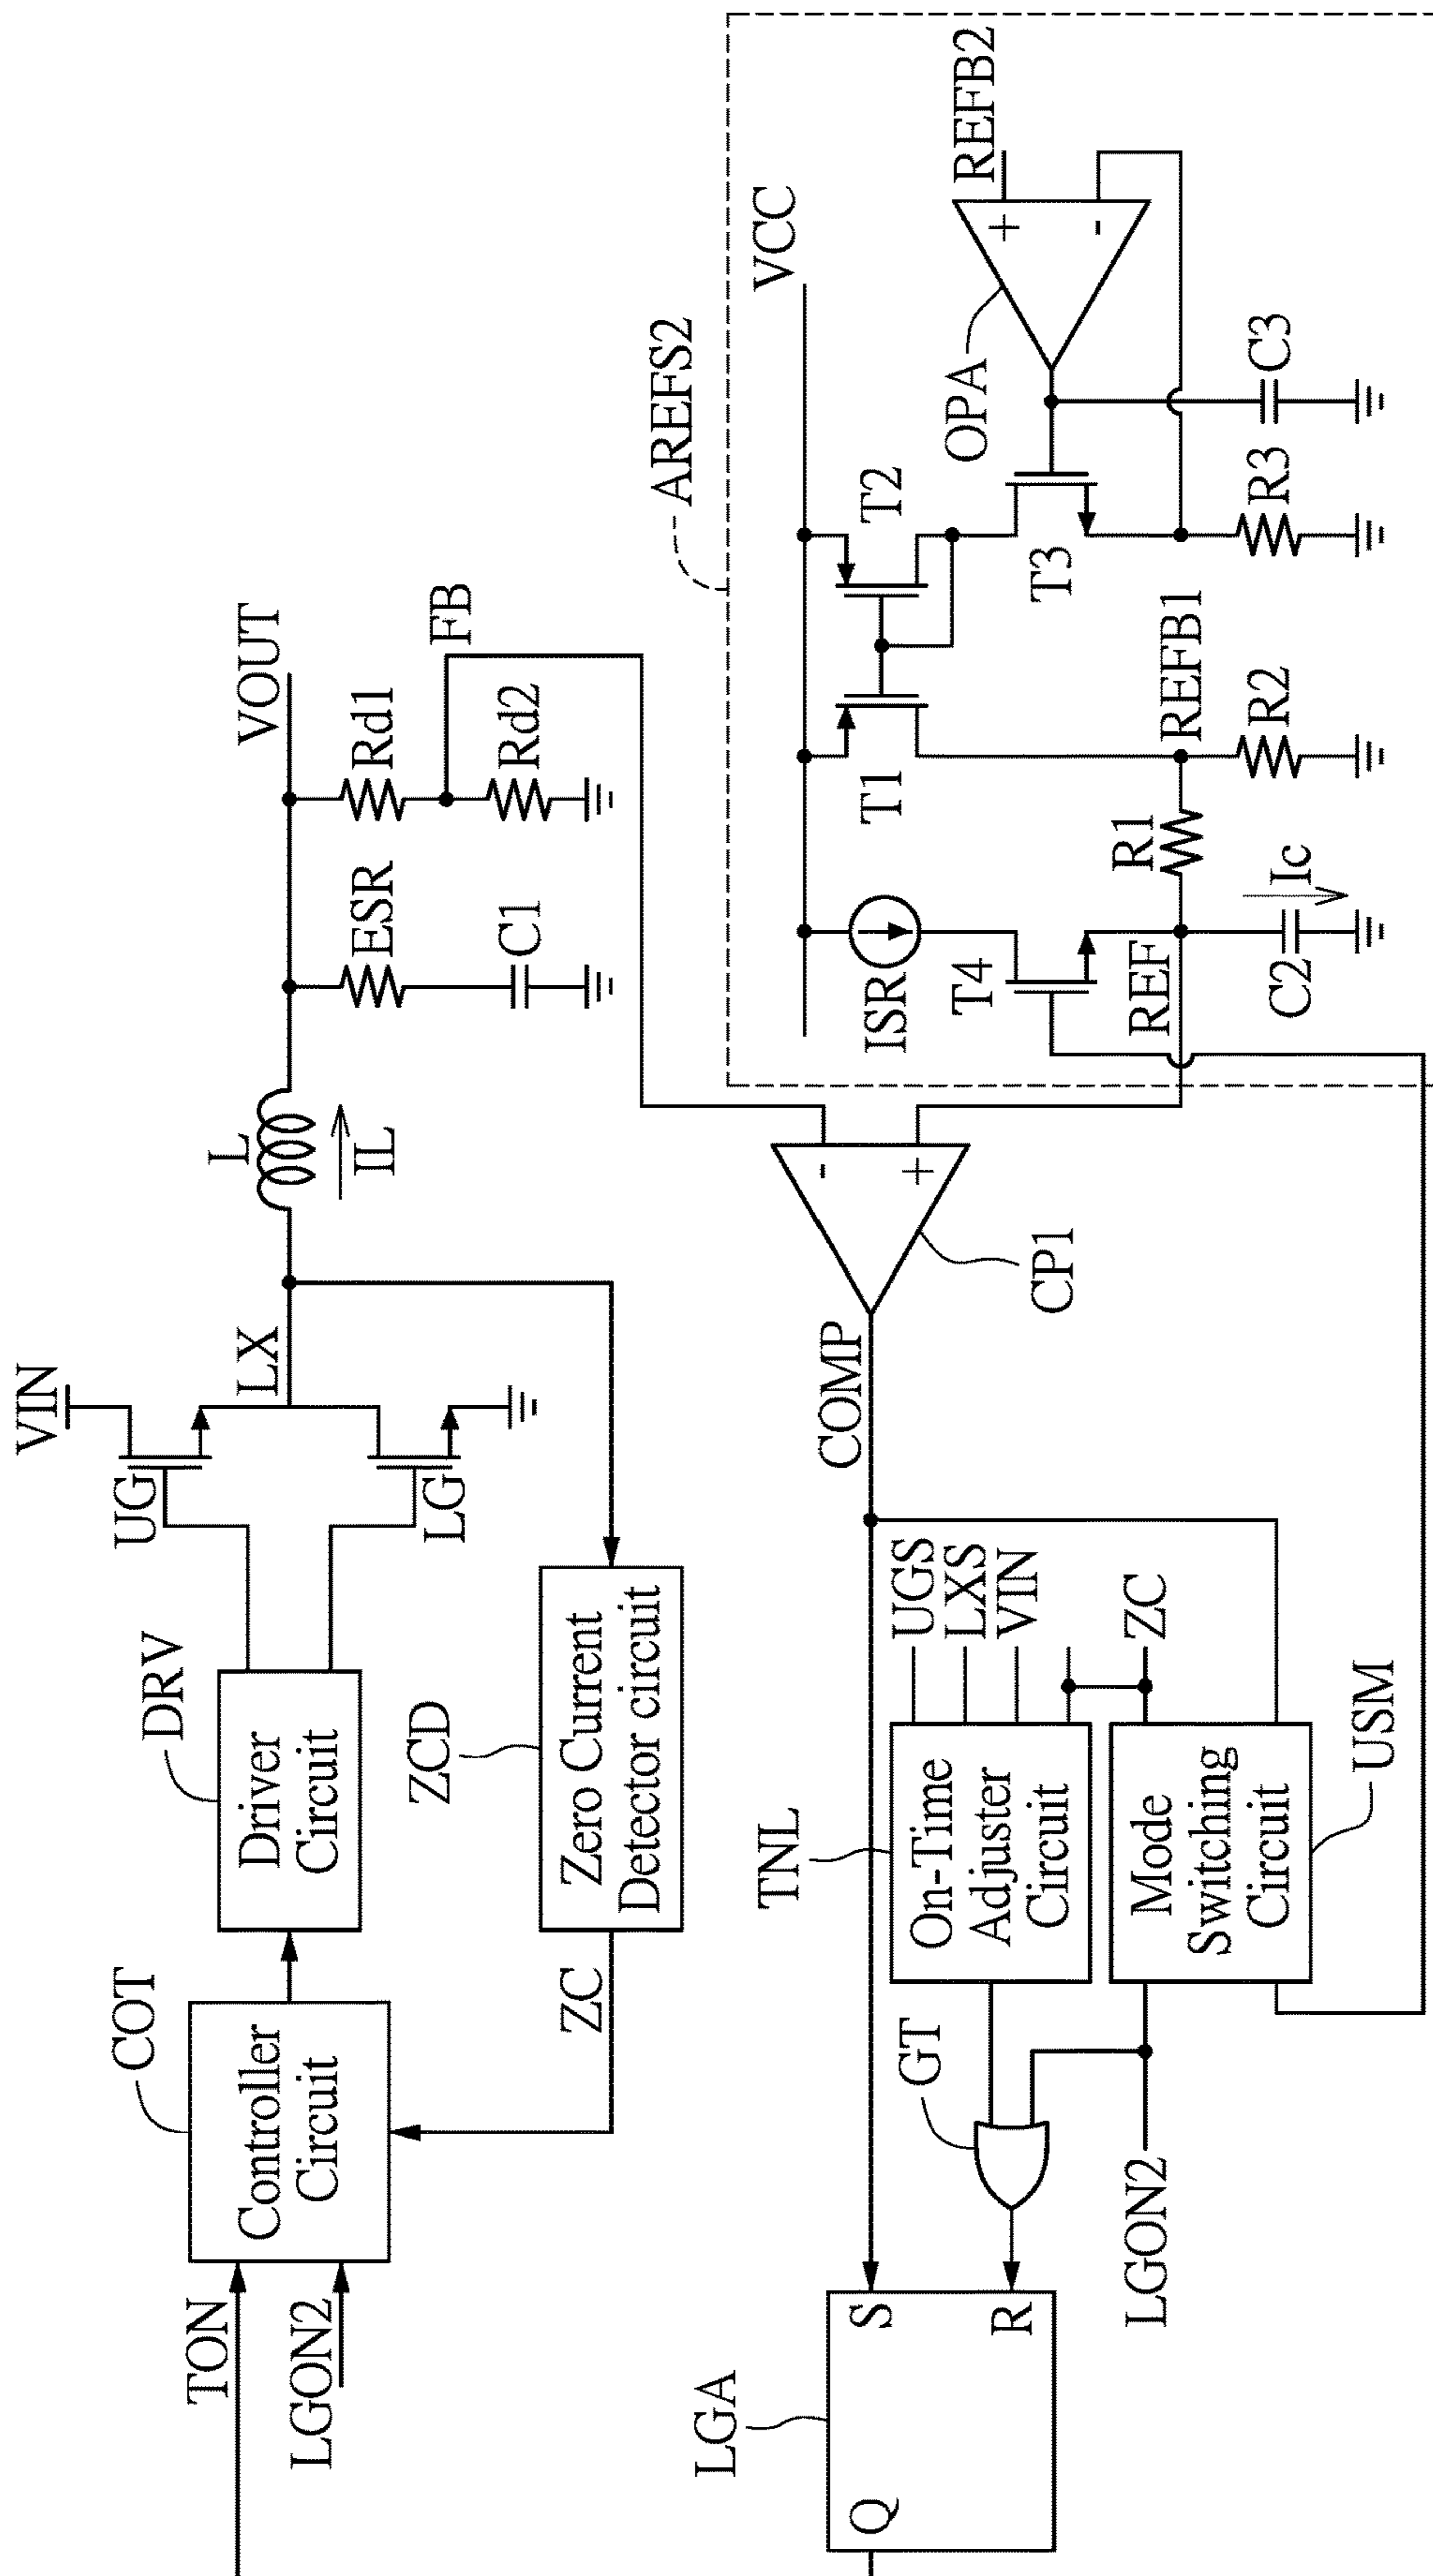 VIN
UG
LX
LG
L
IL
VOUT
ESR
C1
Rd1
Rd2
FB
DRV
Driver
Circuit
COT
Controller
Circuit
TON
LGON2
ZCD
Zero Current
Detector circuit
ZC
AREFS2
VCC
ISR
T4
REF
C2
Ic
R1
T1
T2
REFB1
R2
T3
R3
OPA
+
-
REFB2
C3
-
+
CP1
COMP
UGS
LXS
VIN
ZC
TNL
On-Time
Adjuster
Circuit
Mode
Switching
Circuit
USM
GT
LGON2
LGA
S
R
Q